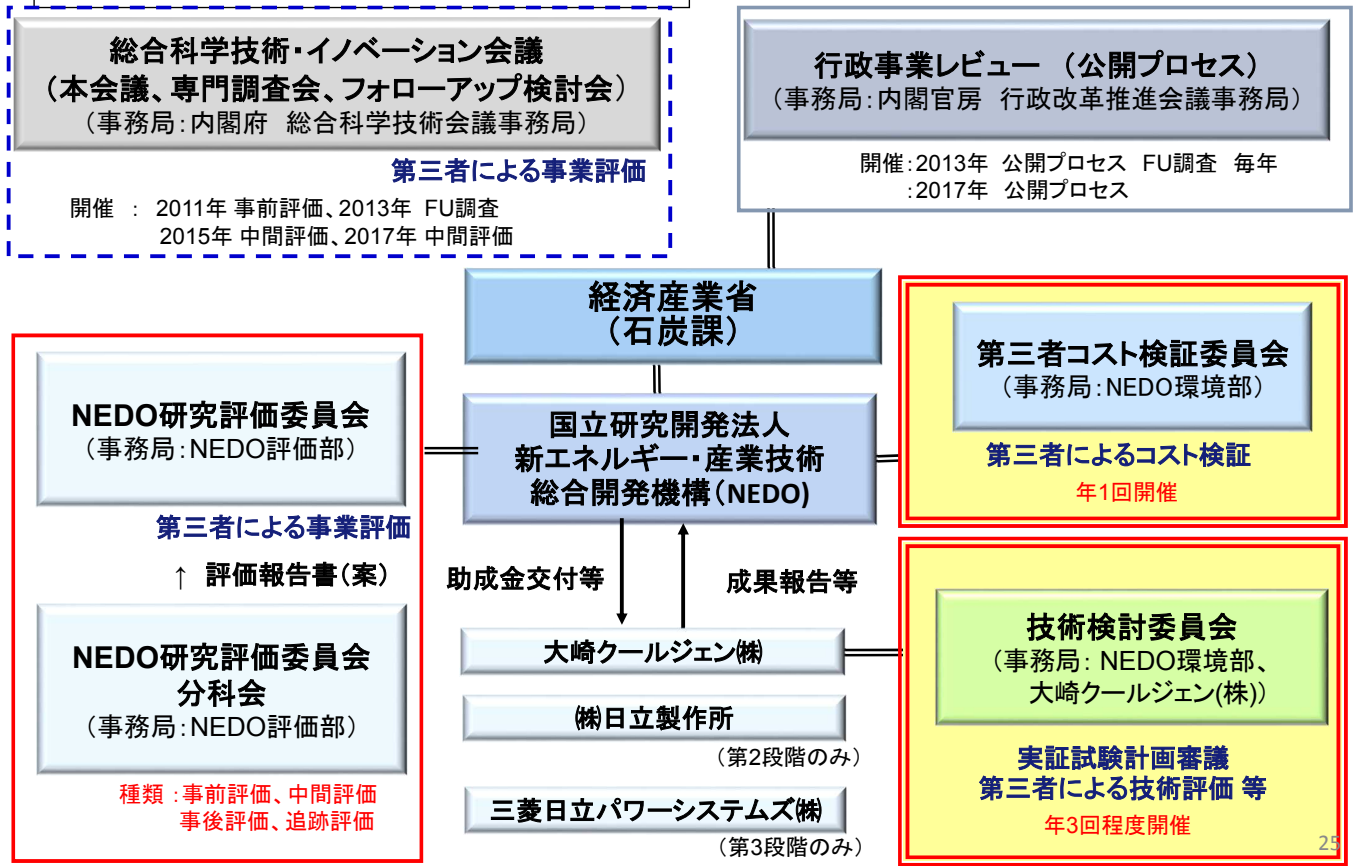 総合科学技術・イノベーション会議
(本会議、専門調査会、フォローアップ検討会)
(事務局:内閣府　総合科学技術会議事務局)
第三者による事業評価
開催　：　2011年 事前評価、2013年 FU調査
2015年 中間評価、2017年 中間評価
行政事業レビュー　(公開プロセス)
(事務局:内閣官房　行政改革推進会議事務局)
開催:2013年 公開プロセス　FU調査　毎年
:2017年 公開プロセス
経済産業省
(石炭課)
NEDO研究評価委員会
(事務局:NEDO評価部)
第三者による事業評価
↑ 評価報告書(案)
NEDO研究評価委員会
分科会
(事務局:NEDO評価部)
種類 :事前評価、中間評価
事後評価、追跡評価
国立研究開発法人
新エネルギー・産業技術
総合開発機構(NEDO)
助成金交付等
成果報告等
大崎クールジェン㈱
㈱日立製作所
(第2段階のみ)
三菱日立パワーシステムズ㈱
(第3段階のみ)
第三者コスト検証委員会
(事務局:NEDO環境部)
第三者によるコスト検証
年1回開催
技術検討委員会
(事務局: NEDO環境部、
大崎クールジェン(株))
実証試験計画審議
第三者による技術評価 等
年3回程度開催
25